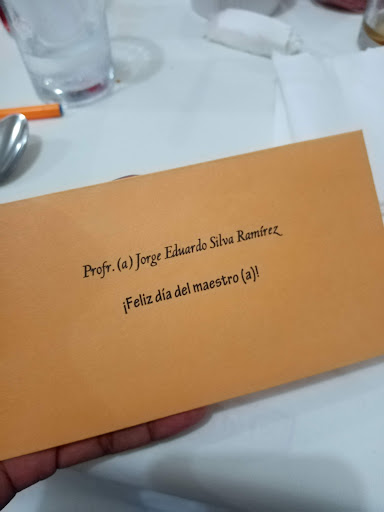 Profr. (a) Jorge Eduardo Silva Ramírez
¡Feliz día del maestro (a)!